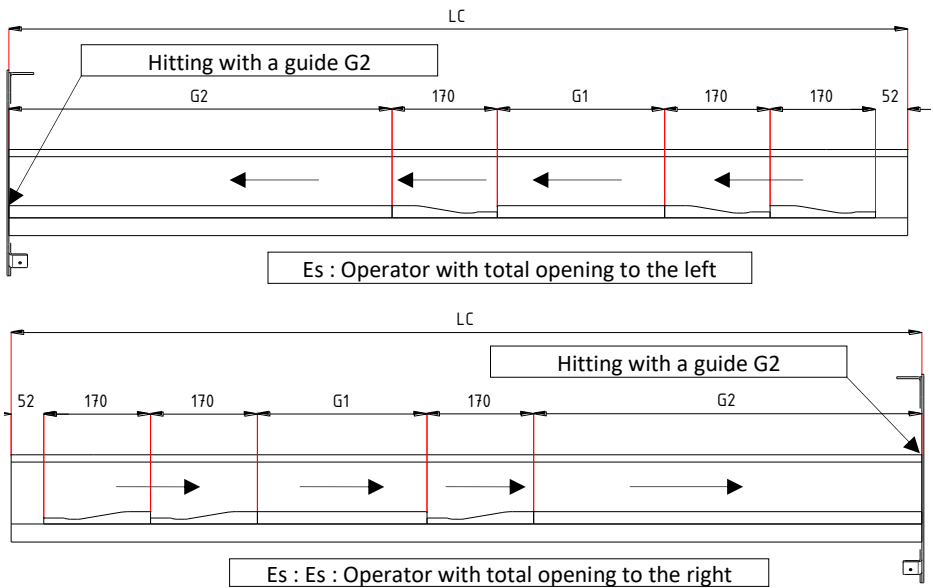 LC
Hitting with a guide G2
G2 170 G1 170 170 52
Es : Operator with total opening to the left
LC
Hitting with a guide G2
52 170 170 G1 170 G2
Es : Es : Operator with total opening to the right